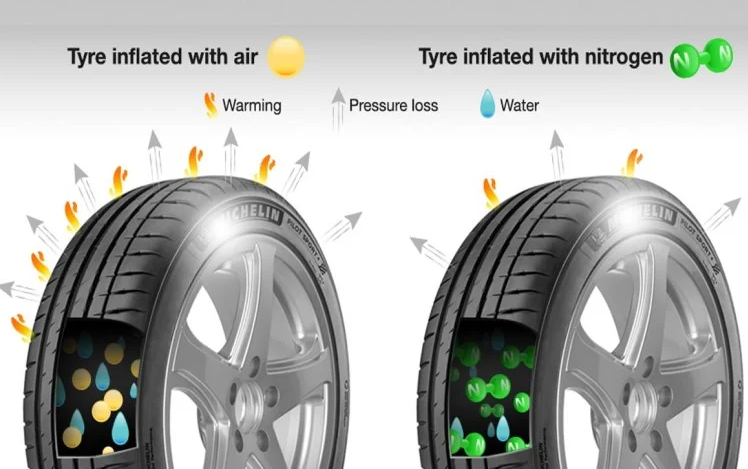 Tyre inflated with air
Tyre inflated with nitrogen
N N
Warming
Pressure loss
Water
MICHELIN
PILOT SPORT 4
MICHELIN
PILOT SPORT 4
N N
N N
N N
N N
N